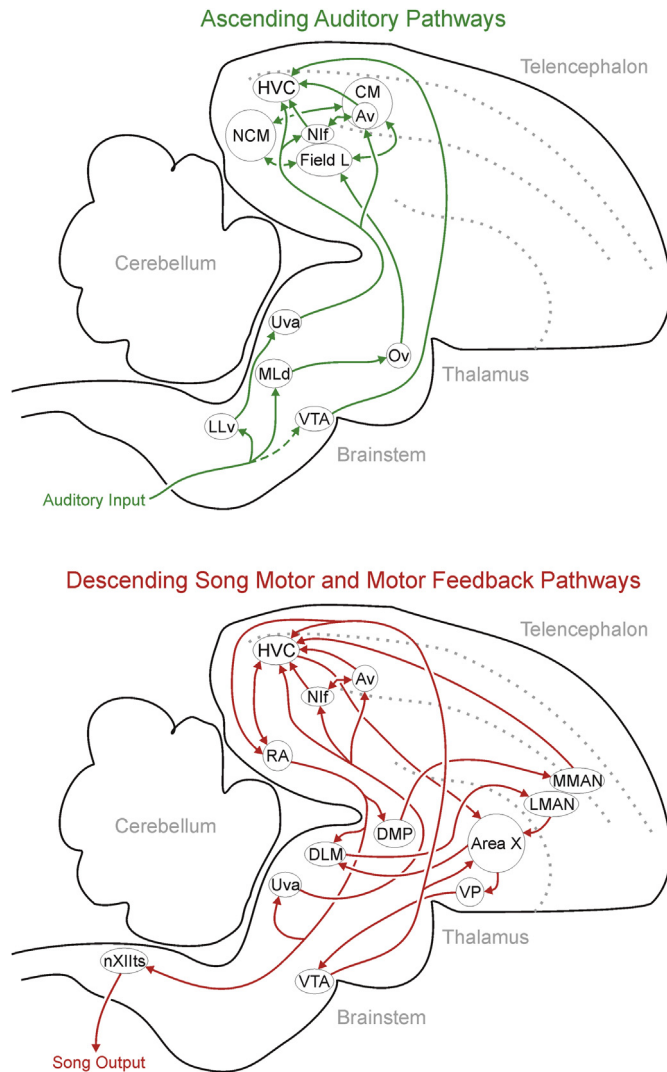 Ascending Auditory Pathways
Telencephalon
HVC
CM
Av
NCM
NIf
Field L
Cerebellum
Uva
Ov
MLd
Thalamus
LLv
VTA
Brainstem
Auditory Input
Descending Song Motor and Motor Feedback Pathways
Telencephalon
HVC
Av
NIf
RA
MMAN
LMAN
Cerebellum
DMP
Area X
DLM
Uva
VP
Thalamus
nXIIts
VTA
Brainstem
Song Output